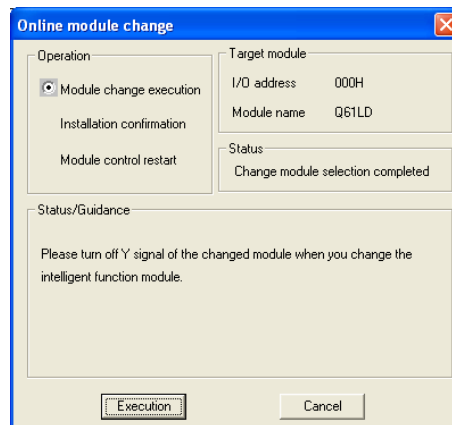 Online module change
Operation
Module change execution
Installation confirmation
Module control restart
Target module
I/O address 000H
Module name Q61LD
Status
Change module selection completed
Status/Guidance
Please turn off Y signal of the changed module when you change the
intelligent function module.
Execution Cancel